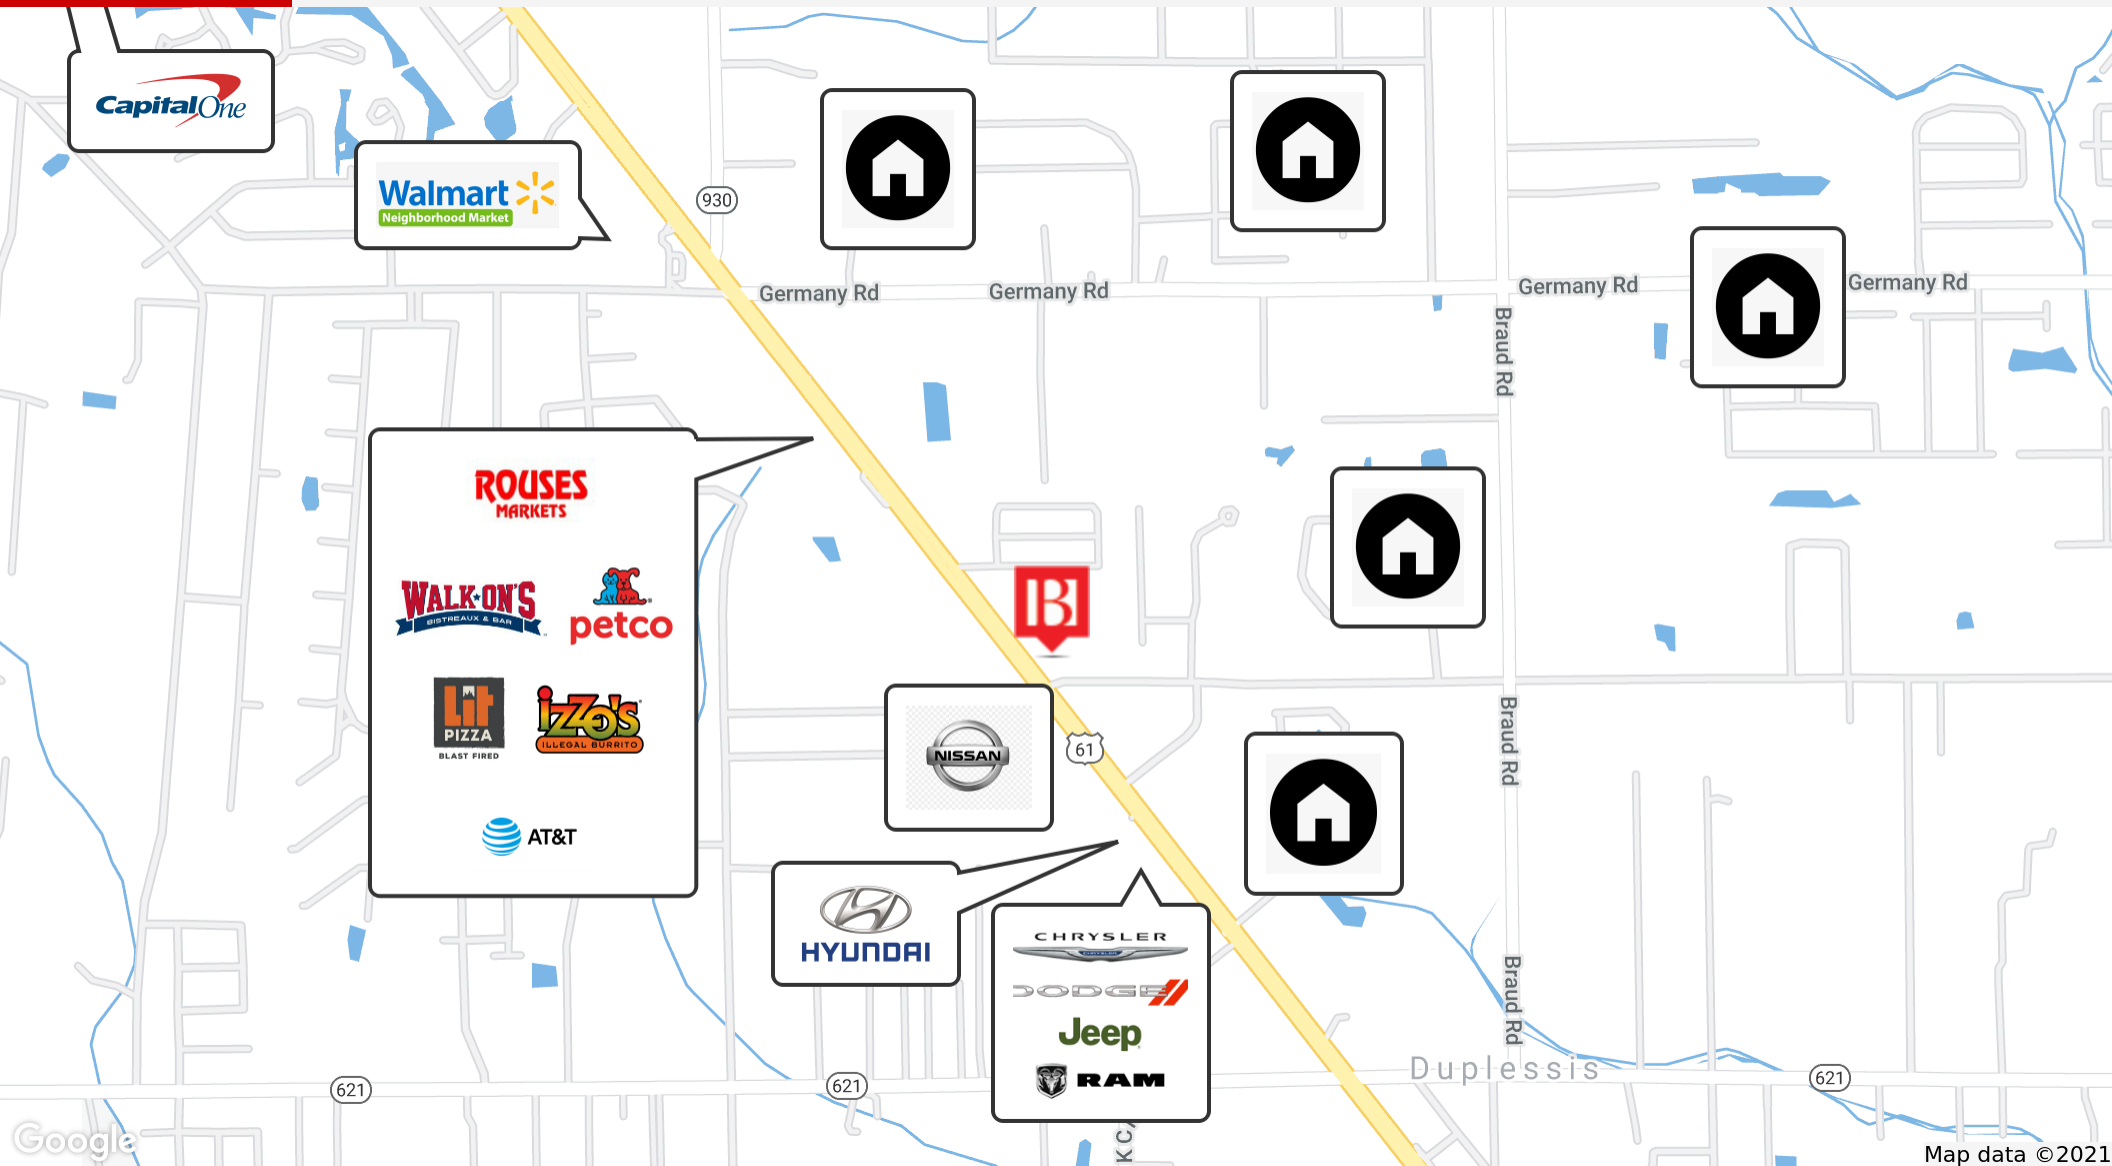 CapitalOne
Walmart
Neighborhood Market
930
Germany Rd
Germany Rd
Germany Rd
Germany Rd
Braud Rd
ROUSES
MARKETS
WALK-ON'S
BISTREAUX & BAR
petco
Lit
PIZZA
BLAST FIRED
IZZO'S
ILLEGAL BURRITO
AT&T
B
NISSAN
61
Braud Rd
HYUNDAI
CHRYSLER
CHRYSLER
DODGE
Jeep
RAM
Braud Rd
Duplessis
621
621
621
Google
Map data ©2021